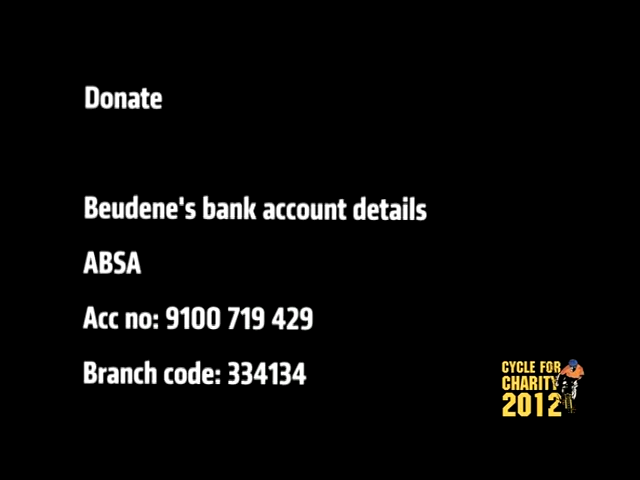 Donate
Beudene's bank account details
ABSA
Acc no: 9100 719 429
Branch code: 334134
CYCLE FOR
CHARITY
2012